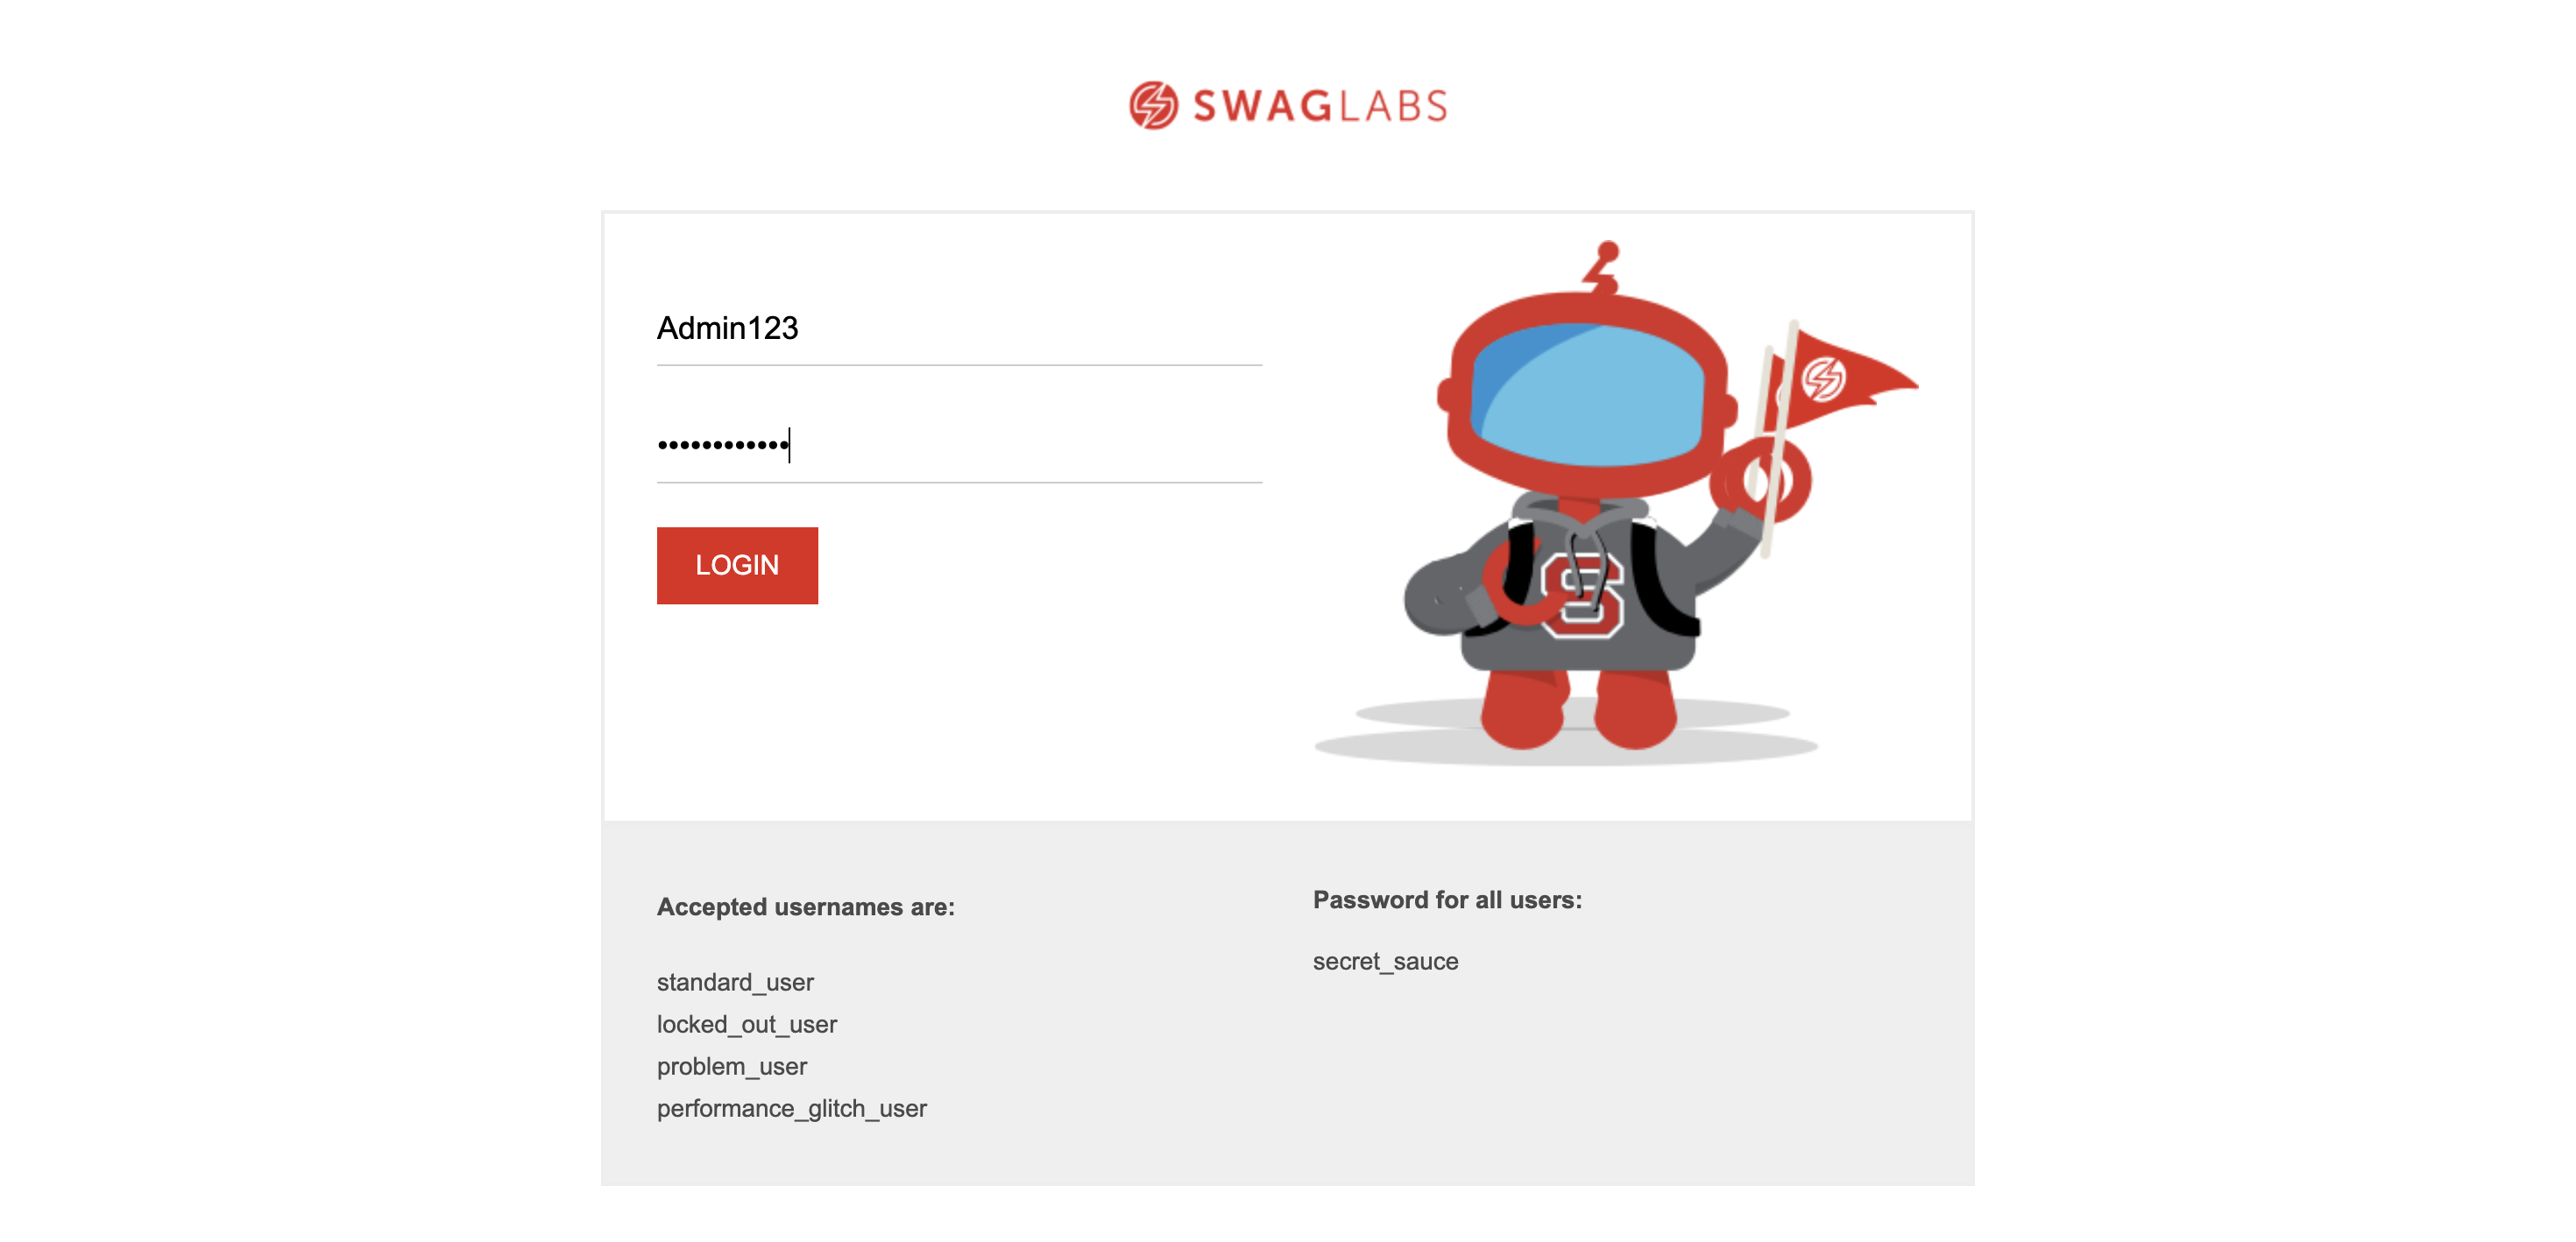 SWAGLABS
Admin123
••••••••••••
LOGIN
S
Accepted usernames are:
standard_user
locked_out_user
problem_user
performance_glitch_user
Password for all users:
secret_sauce